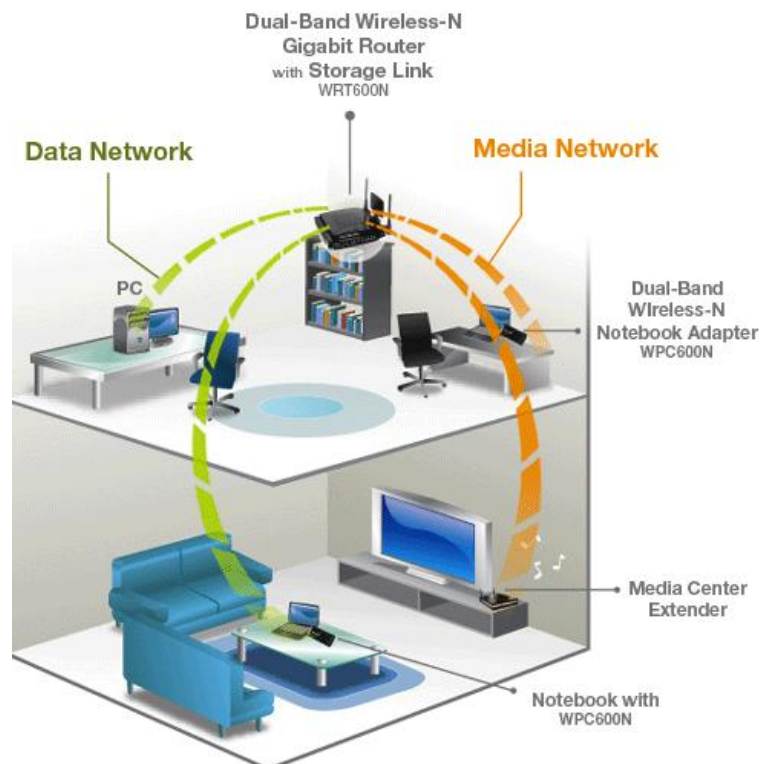 Dual-Band Wireless-N
Gigabit Router
with Storage Link
WRT600N
Data Network
Media Network
PC
Dual-Band
WIreless-N
Notebook Adapter
WPC600N
Media Center
Extender
Notebook with
WPC600N